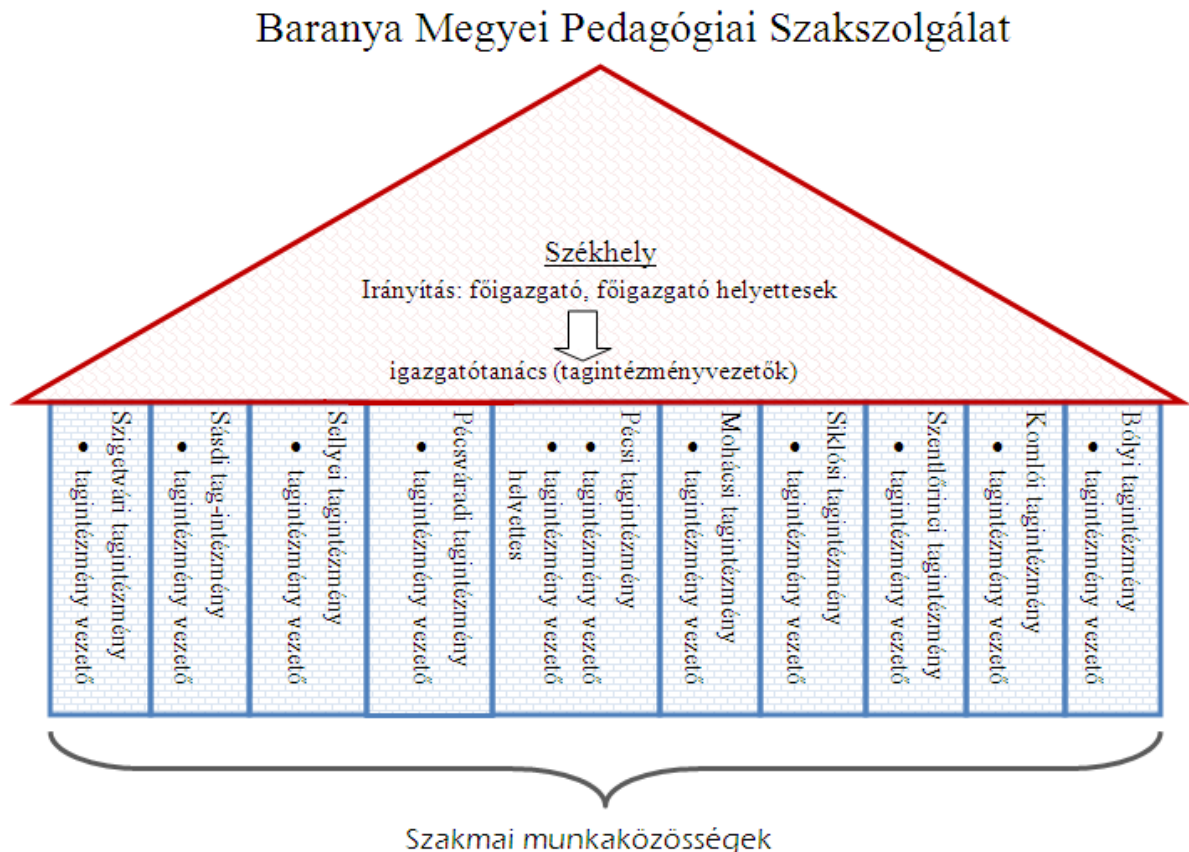 Baranya Megyei Pedagógiai Szakszolgálat
Székhely
Irányítás: főigazgató, főigazgató helyettesek
igazgatótanács (tagintézményvezetők)
Szigetvári tagintézmény
• tagintézmény vezető
Sásdi tag-intézmény
• tagintézmény vezető
Sellyei tagintézmény
• tagintézmény vezető
Pécsváradi tagintézmény
• tagintézmény vezető
Pécsi tagintézmény
• tagintézmény vezető
• tagintézmény vezető
helyettes
Mohácsi tagintézmény
• tagintézmény vezető
Siklósi tagintézmény
• tagintézmény vezető
Szentlőrinci tagintézmény
• tagintézmény vezető
Komlói tagintézmény
• tagintézmény vezető
Bólyi tagintézmény
• tagintézmény vezető
Szakmai munkaközösségek